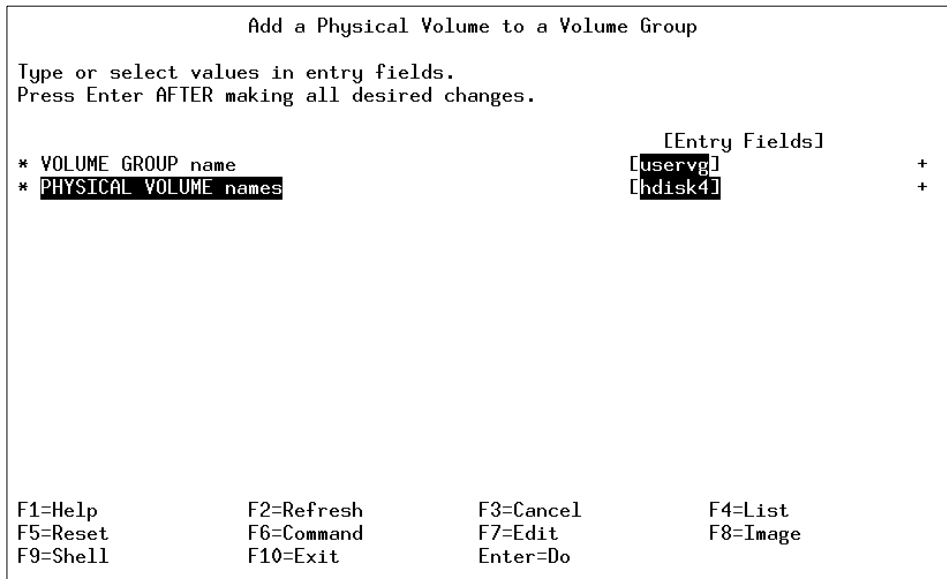 Add a Physical Volume to a Volume Group
Type or select values in entry fields.
Press Enter AFTER making all desired changes.
[Entry Fields]
* VOLUME GROUP name [uservg] +
* PHYSICAL VOLUME names [hdisk4] +
F1=Help F2=Refresh F3=Cancel F4=List
F5=Reset F6=Command F7=Edit F8=Image
F9=Shell F10=Exit Enter=Do